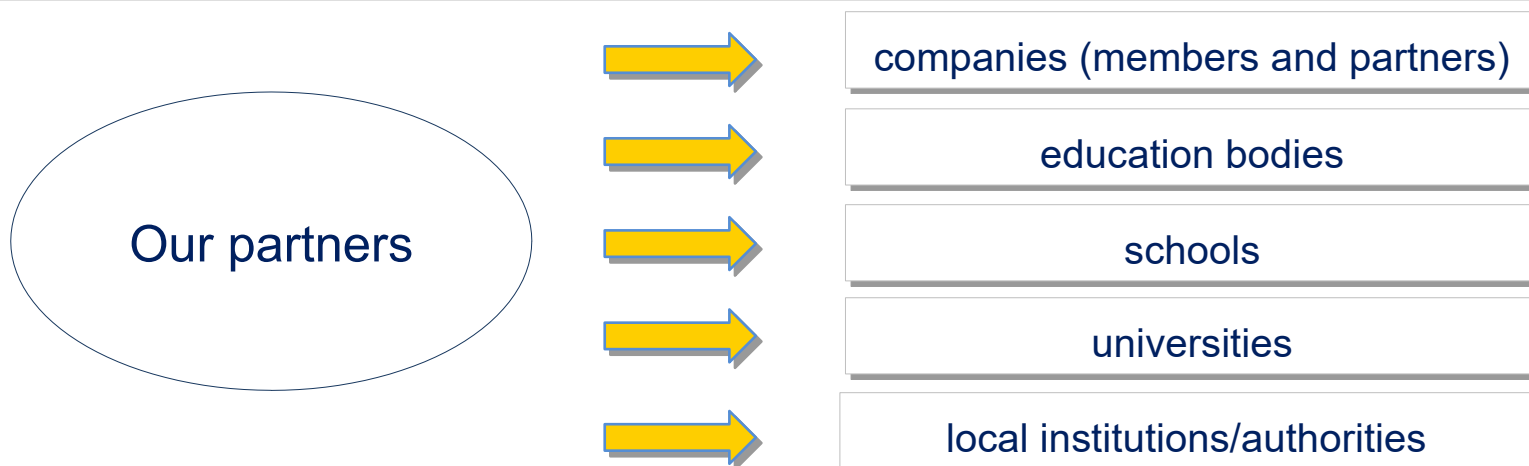 Our partners
companies (members and partners)
education bodies
schools
universities
local institutions/authorities